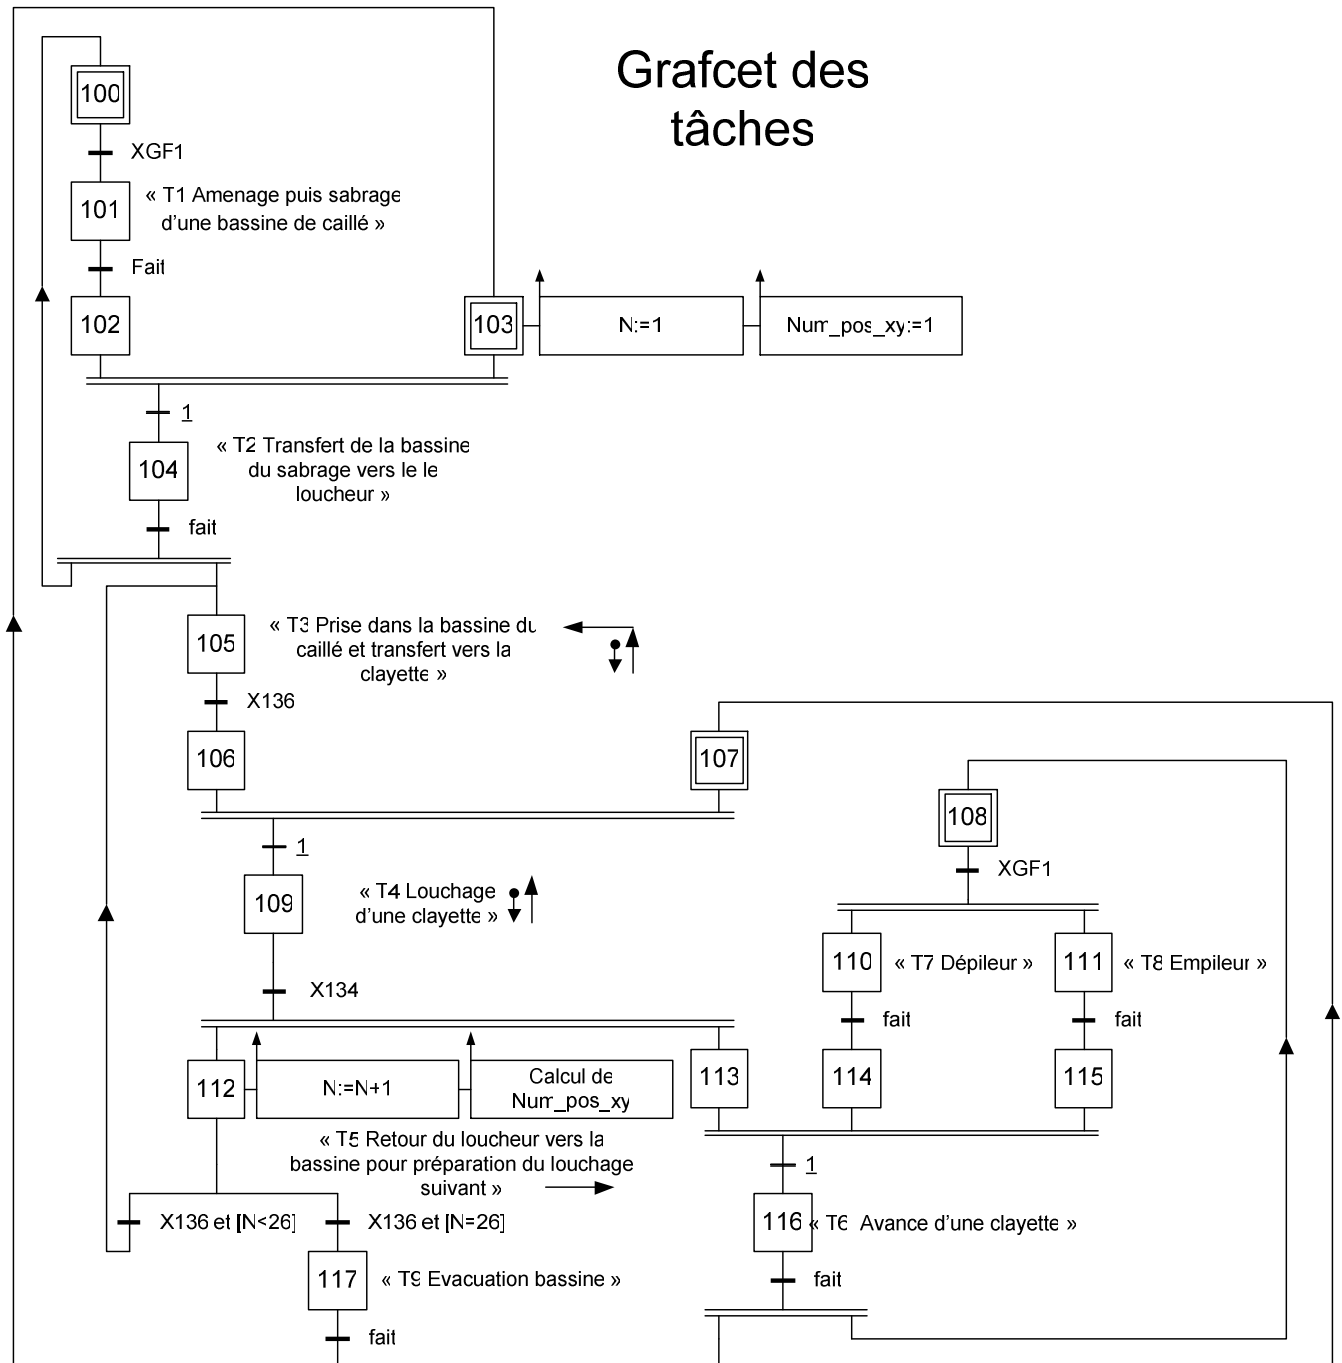 Grafcet des
tâches
100
XGF1
101
« T1 Amenage puis sabrage
d'une bassine de caillé »
Fait
102
103
N:=1
Num_pos_xy:=1
1
104
« T2 Transfert de la bassine
du sabrage vers le le
loucheur »
fait
105
« T3 Prise dans la bassine du
caillé et transfert vers la
clayette »
X136
106
107
108
1
XGF1
109
« T4 Louchage
d'une clayette »
110
« T7 Dépileur »
111
« T8 Empileur »
X134
fait
fait
112
N:=N+1
Calcul de
Num_pos_xy
113
114
115
« T5 Retour du loucheur vers la
bassine pour préparation du louchage
suivant »
1
X136 et [N<26]
X136 et [N=26]
116
« T6 Avance d'une clayette »
117
« T9 Evacuation bassine »
fait
fait